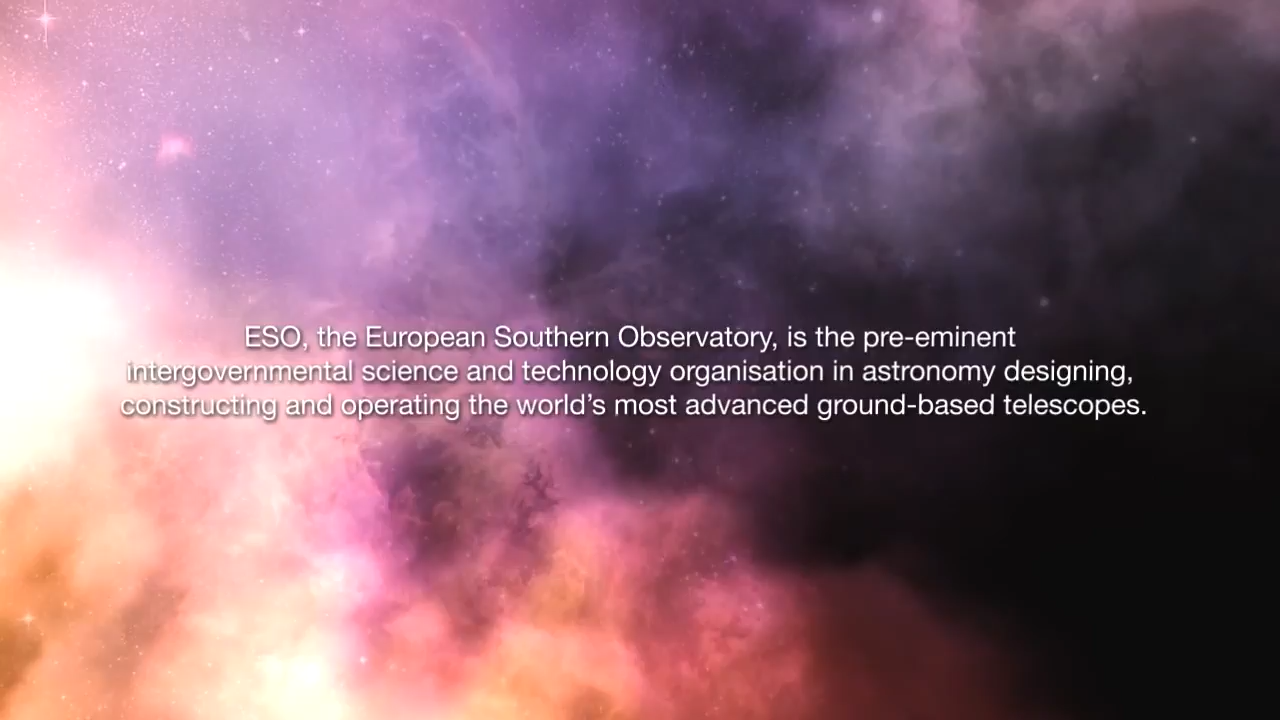 ESO, the European Southern Observatory, is the pre-eminent
intergovernmental science and technology organisation in astronomy designing,
constructing and operating the world’s most advanced ground-based telescopes.